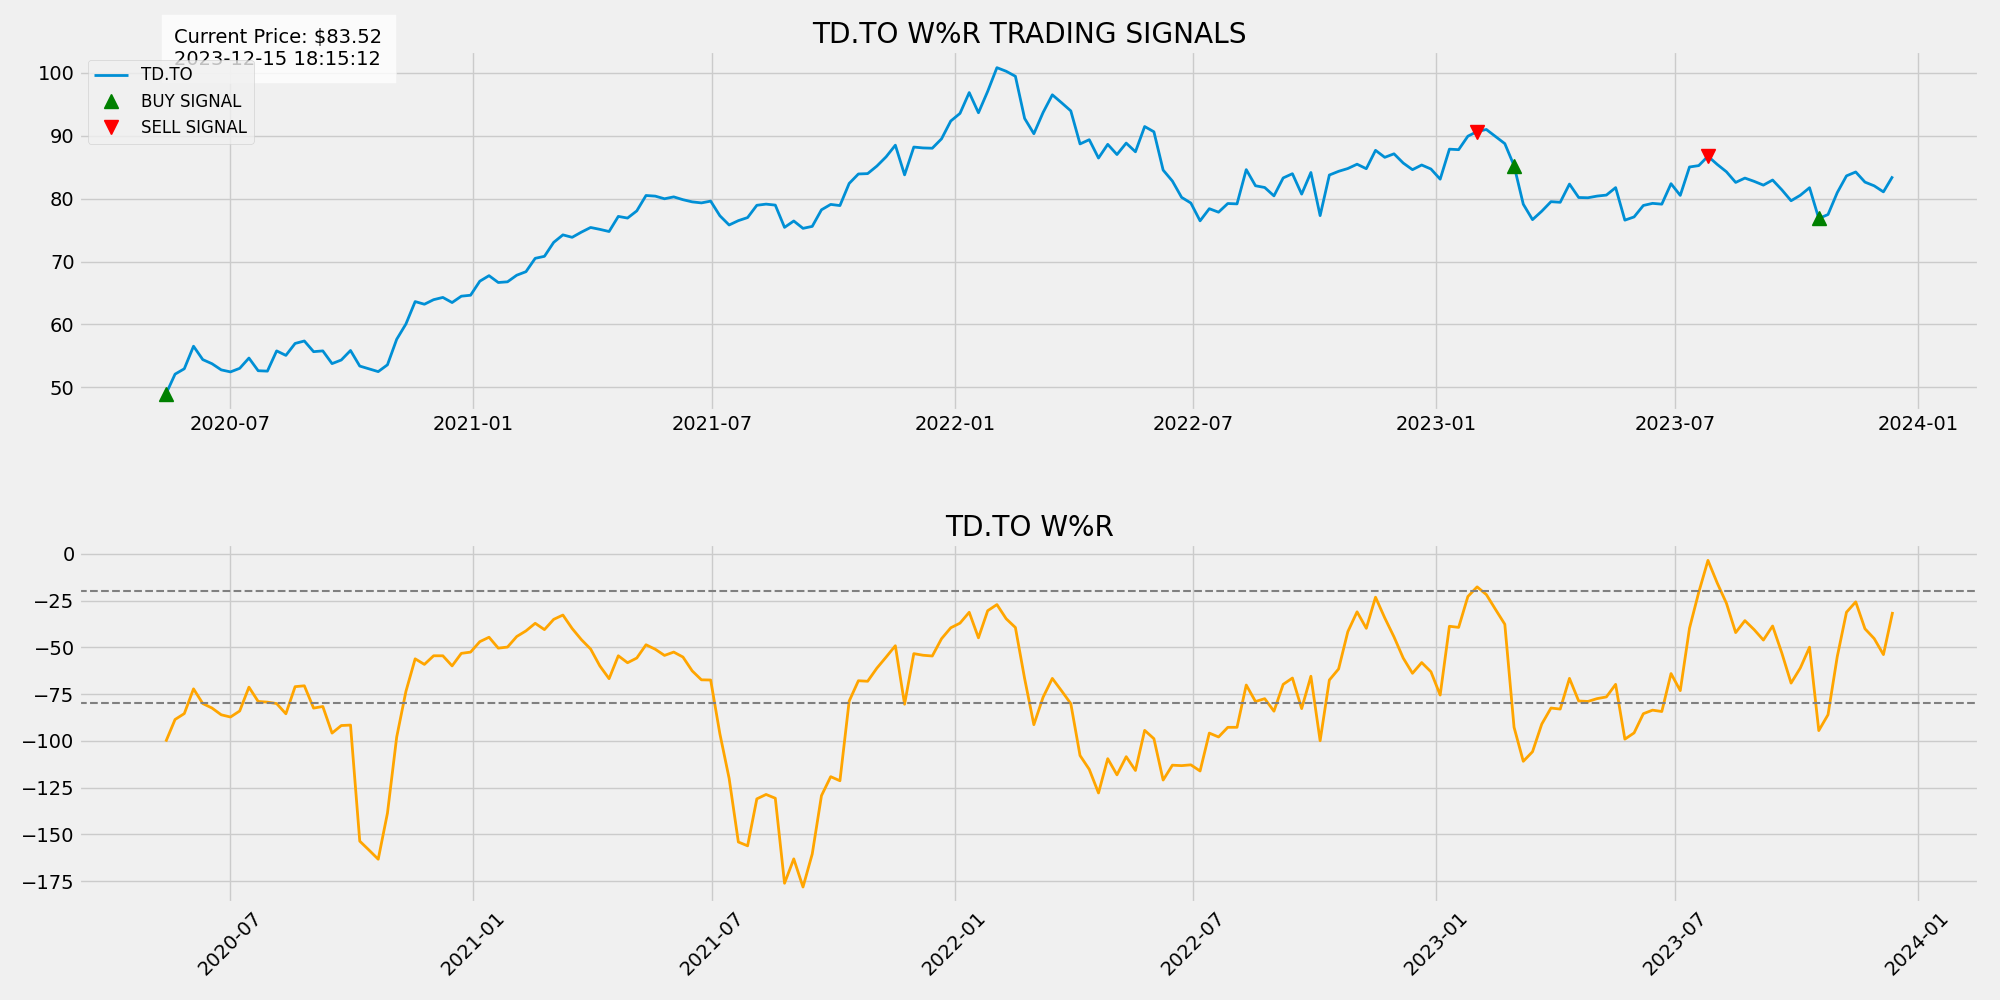 TD.TO W%R TRADING SIGNALS
Current Price: $83.52
2023-12-15 18:15:12
TD.TO
BUY SIGNAL
SELL SIGNAL
100
90
80
70
60
50
2020-07 2021-01 2021-07 2022-01 2022-07 2023-01 2023-07 2024-01
TD.TO W%R
0
−25
−50
−75
−100
−125
−150
−175
2020-07 2021-01 2021-07 2022-01 2022-07 2023-01 2023-07 2024-01